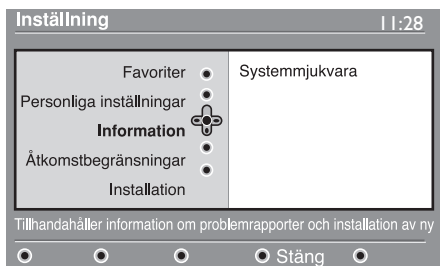 Inställning 11:28
Favoriter
Systemmjukvara
Personliga inställningar
Information
Åtkomstbegränsningar
Installation
Tillhandahåller information om problemrapporter och installation av ny
Stäng